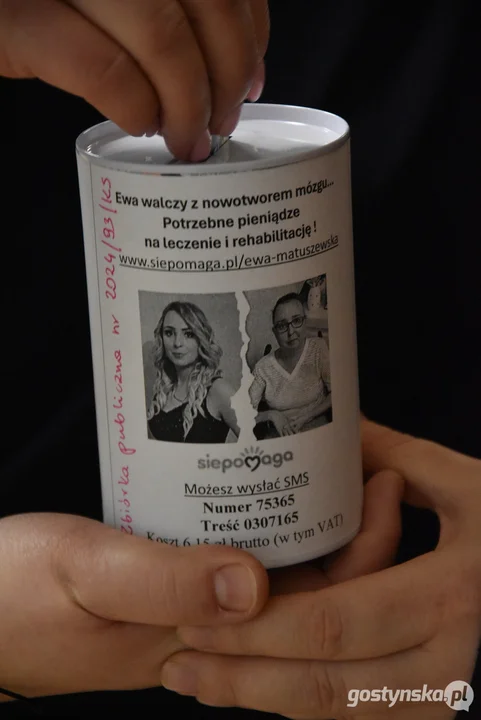 Zbiórka publiczna nr 2024/93/KS
Ewa walczy z nowotworem mózgu...
Potrzebne pieniądze
na leczenie i rehabilitację!
www.siepomaga.pl/ewa-matuszewska
siepomaga
Możesz wysłać SMS
Numer 75365
Treść 0307165
Koszt 6,15 zł brutto (w tym VAT)
gostynska.pl